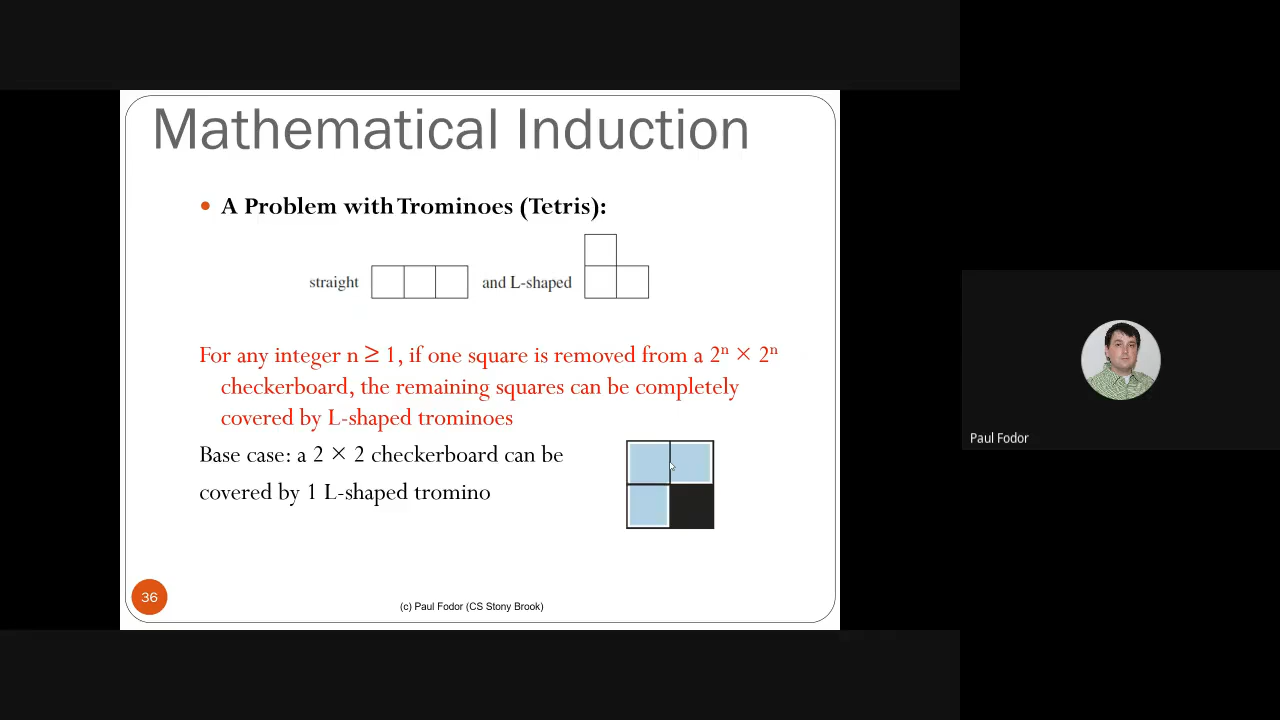 Mathematical Induction
• A Problem with Trominoes (Tetris):
straight and L-shaped
For any integer n ≥ 1, if one square is removed from a 2ⁿ × 2ⁿ
checkerboard, the remaining squares can be completely
covered by L-shaped trominoes
Base case: a 2 × 2 checkerboard can be
covered by 1 L-shaped tromino
36
(c) Paul Fodor (CS Stony Brook)
Paul Fodor